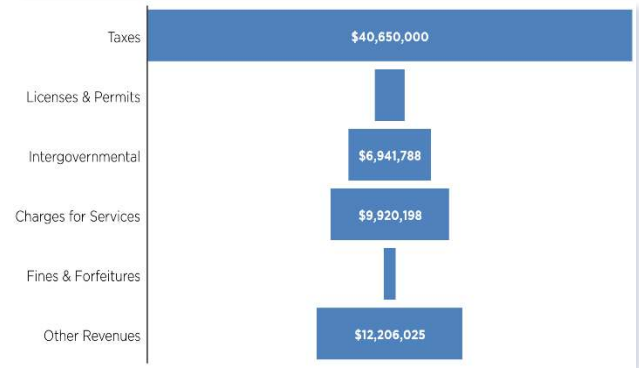 Taxes $40,650,000
Licenses & Permits
Intergovernmental $6,941,788
Charges for Services $9,920,198
Fines & Forfeitures
Other Revenues $12,206,025